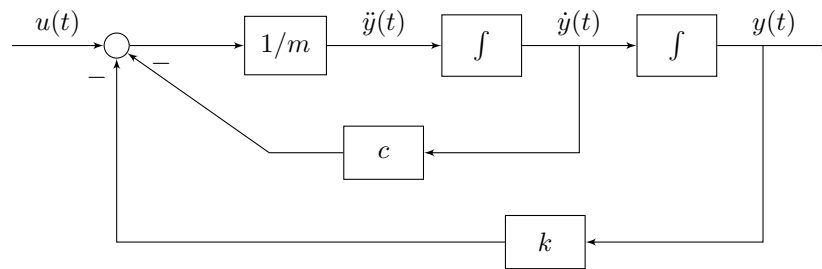 u(t) 1/m ÿ(t) ∫ ẏ(t) ∫ y(t)
− −
c
k